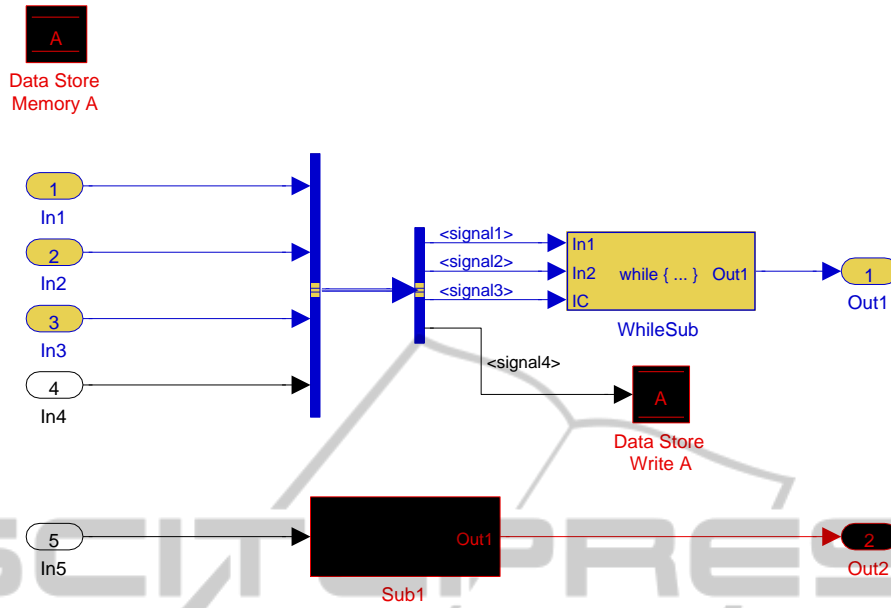 A
Data Store
Memory A
1
In1
2
In2
3
In3
4
In4
<signal1>
<signal2>
<signal3>
<signal4>
In1
In2
IC
while { ... }
Out1
WhileSub
1
Out1
A
Data Store
Write A
5
In5
Out1
Sub1
2
Out2
SCITEPRESS